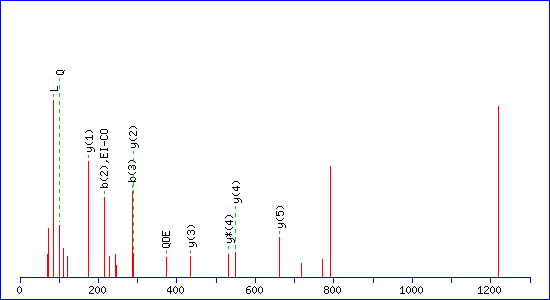 L
Q
y(1)
b(2),EI-CO
b(3)
y(2)
QDE
y(3)
y*(4)
y(4)
y(5)
0
200
400
600
800
1000
1200